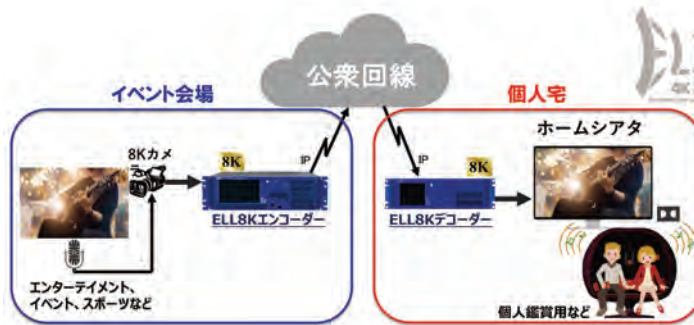 公衆回線
イベント会場
8Kカメ
8K
IP
ELL8Kエンコーダー
エンターテイメント、
イベント、スポーツなど
個人宅
ホームシアタ
IP
8K
ELL8Kデコーダー
個人鑑賞用など
ELL
4K